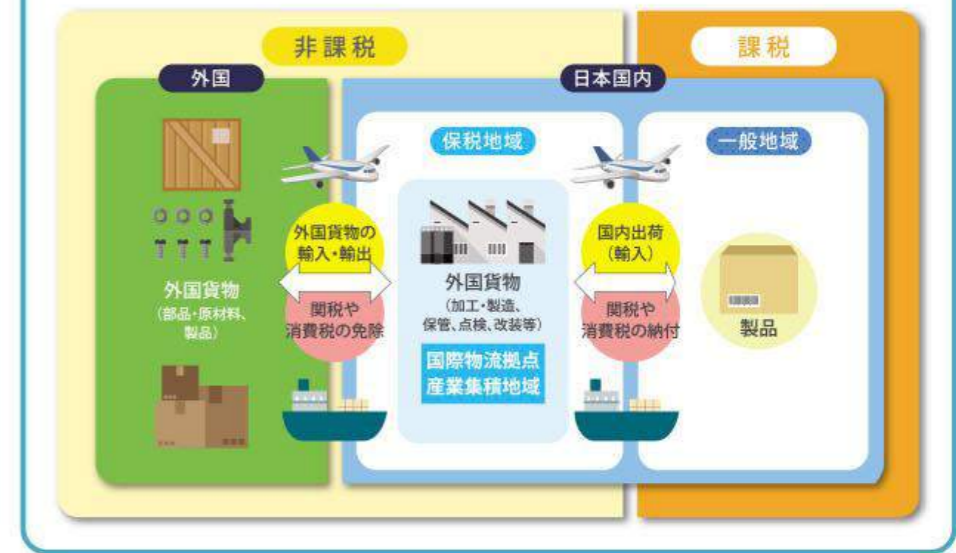 非課税
課税
外国
日本国内
保税地域
一般地域
外国貨物の
輸入・輸出
関税や
消費税の免除
国内出荷
（輸入）
関税や
消費税の納付
外国貨物
（部品・原材料、
製品）
外国貨物
（加工・製造、
保管、点検、改装等）
国際物流拠点
産業集積地域
製品